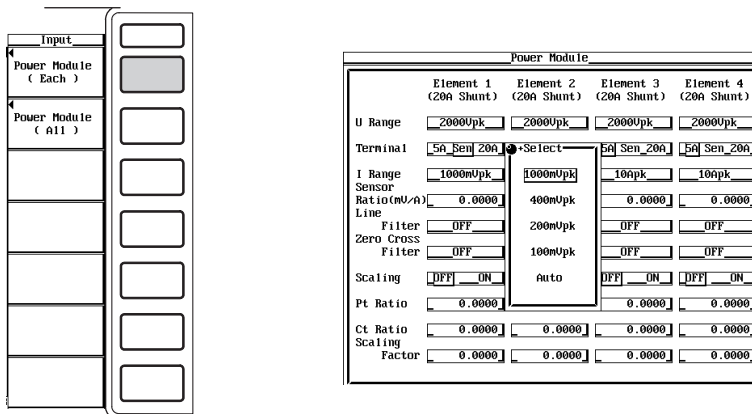 Input
Power Module
( Each )
Power Module
( All )
Power Module
Element 1 Element 2 Element 3 Element 4
(20A Shunt) (20A Shunt) (20A Shunt) (20A Shunt)
U Range 2000Vpk 2000Vpk 2000Vpk 2000Vpk
Terminal 5A Sen 20A +Select 5A Sen 20A 5A Sen 20A
I Range 1000mVpk 1000mVpk 10Apk 10Apk
Sensor
Ratio(mV/A) 0.0000 400mVpk 0.0000 0.0000
Line
Filter OFF 200mVpk OFF OFF
Zero Cross
Filter OFF 100mVpk OFF OFF
Scaling OFF ON Auto OFF ON OFF ON
Pt Ratio 0.0000 0.0000 0.0000
Ct Ratio 0.0000 0.0000 0.0000 0.0000
Scaling
Factor 0.0000 0.0000 0.0000 0.0000